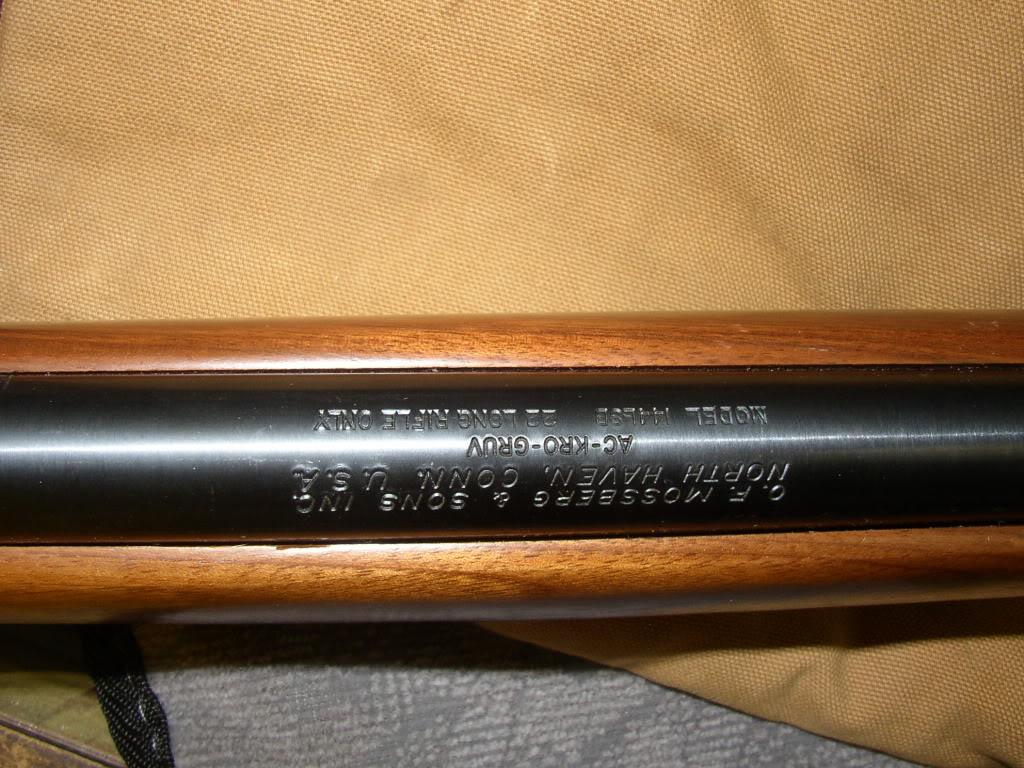 O. F. MOSSBERG & SONS INC.
NORTH HAVEN, CONN. U.S.A.
AC-KRO-GRUV
MODEL 144LSB 22 LONG RIFLE ONLY